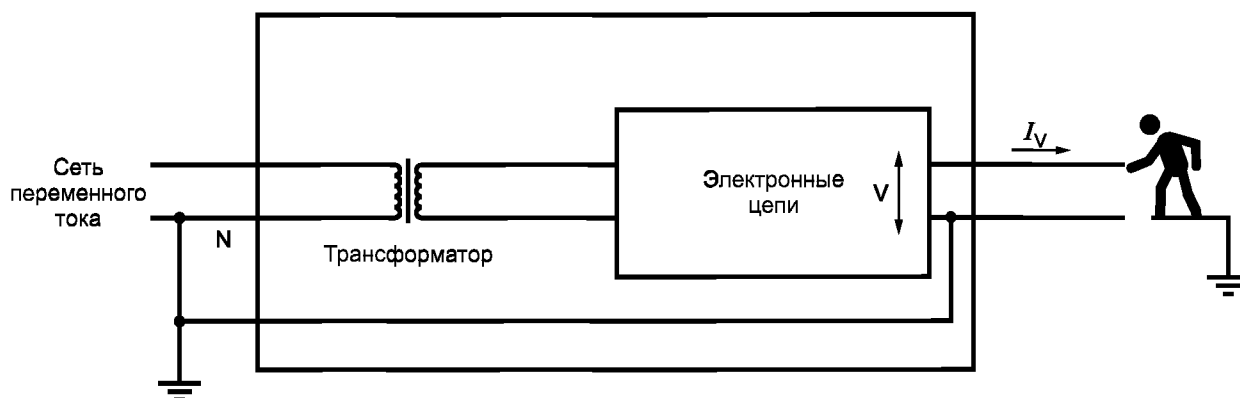 Сеть
переменного
тока
N
Трансформатор
Электронные
цепи
V
I_V